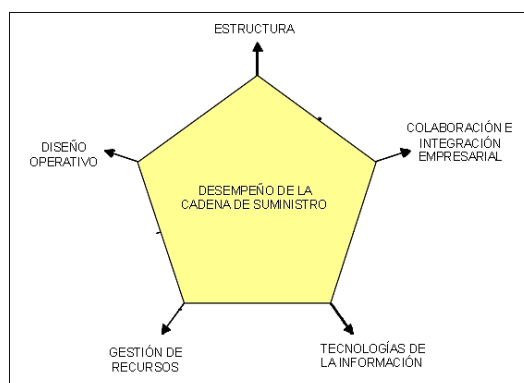 ESTRUCTURA
COLABORACIÓN E
INTEGRACIÓN
EMPRESARIAL
DISEÑO
OPERATIVO
DESEMPEÑO DE LA
CADENA DE SUMINISTRO
GESTIÓN DE
RECURSOS
TECNOLOGÍAS DE
LA INFORMACIÓN